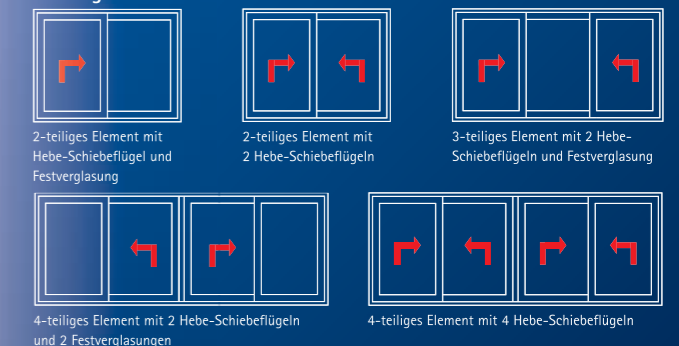 2-teiliges Element mit
Hebe-Schiebeflügel und
Festverglasung
2-teiliges Element mit
2 Hebe-Schiebeflügeln
3-teiliges Element mit 2 Hebe-
Schiebeflügeln und Festverglasung
4-teiliges Element mit 2 Hebe-Schiebeflügeln
und 2 Festverglasungen
4-teiliges Element mit 4 Hebe-Schiebeflügeln